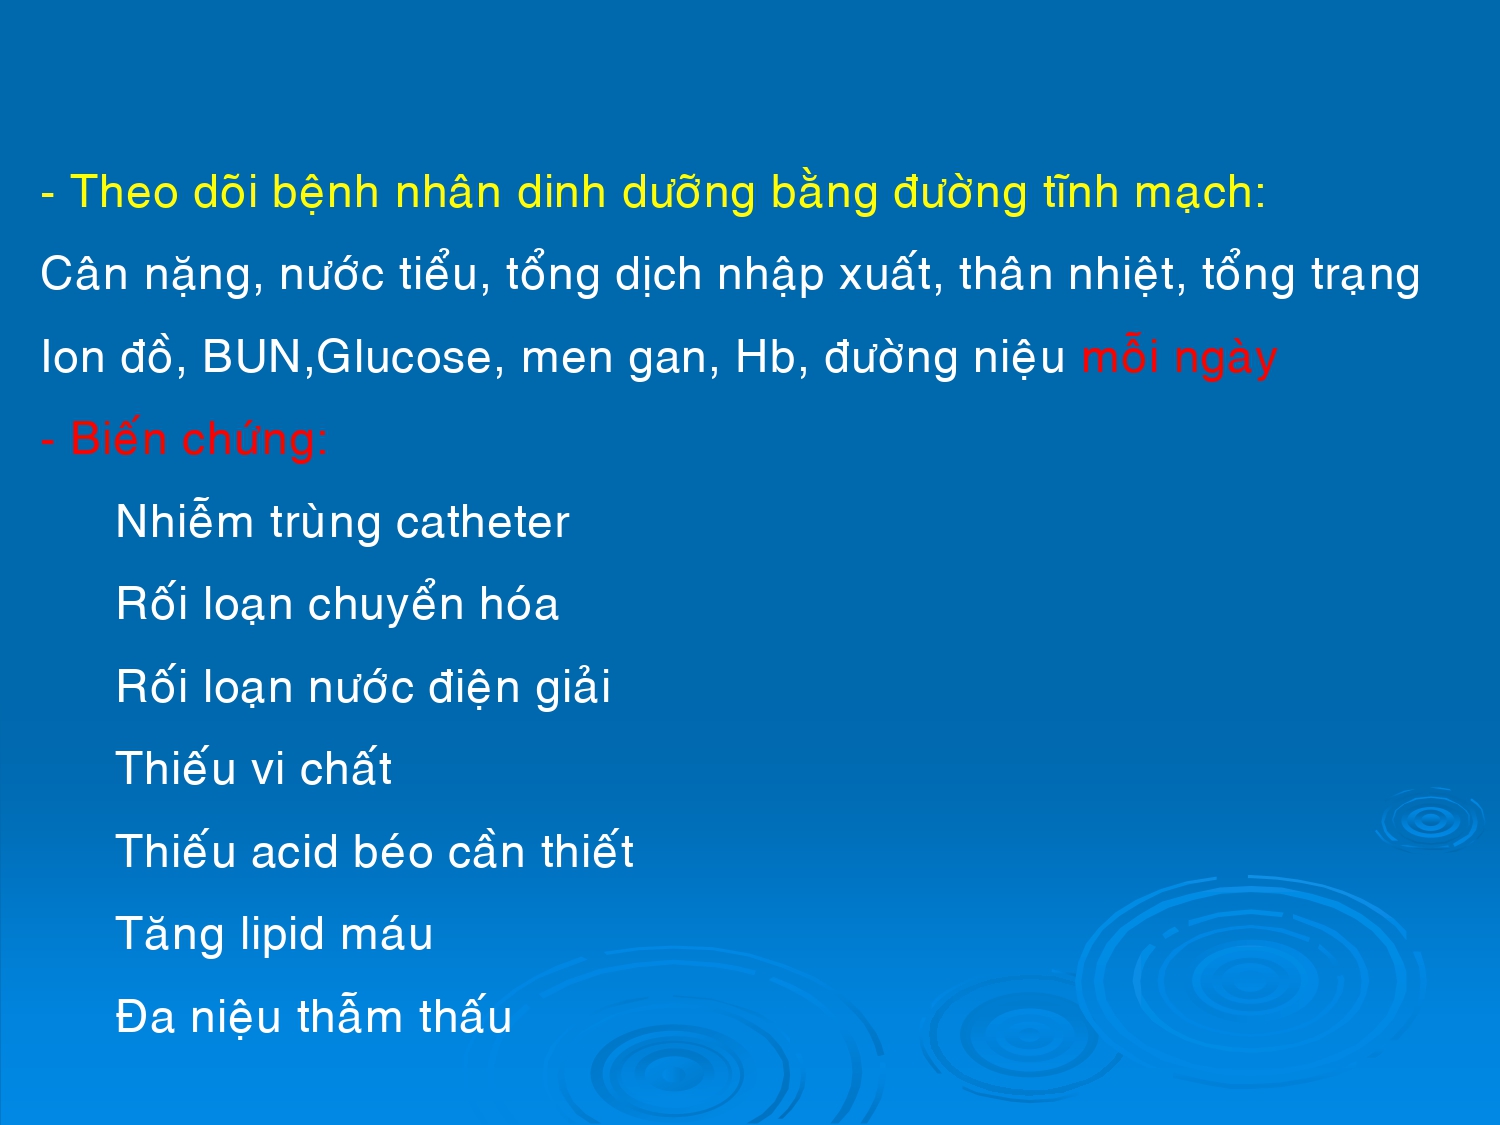 - Theo dõi bệnh nhân dinh dưỡng bằng đường tĩnh mạch:
Cân nặng, nước tiểu, tổng dịch nhập xuất, thân nhiệt, tổng trạng
Ion đồ, BUN,Glucose, men gan, Hb, đường niệu mỗi ngày
- Biến chứng:
Nhiễm trùng catheter
Rối loạn chuyển hóa
Rối loạn nước điện giải
Thiếu vi chất
Thiếu acid béo cần thiết
Tăng lipid máu
Đa niệu thẫm thấu